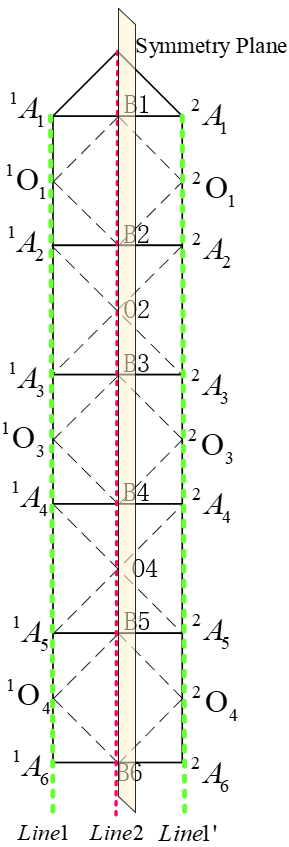 Symmetry Plane
¹A₁ B1 ²A₁
¹O₁ ²O₁
¹A₂ B2 ²A₂
O2
¹A₃ B3 ²A₃
¹O₃ ²O₃
¹A₄ B4 ²A₄
O4
¹A₅ B5 ²A₅
¹O₄ ²O₄
¹A₆ B6 ²A₆
Line1 Line2 Line1'